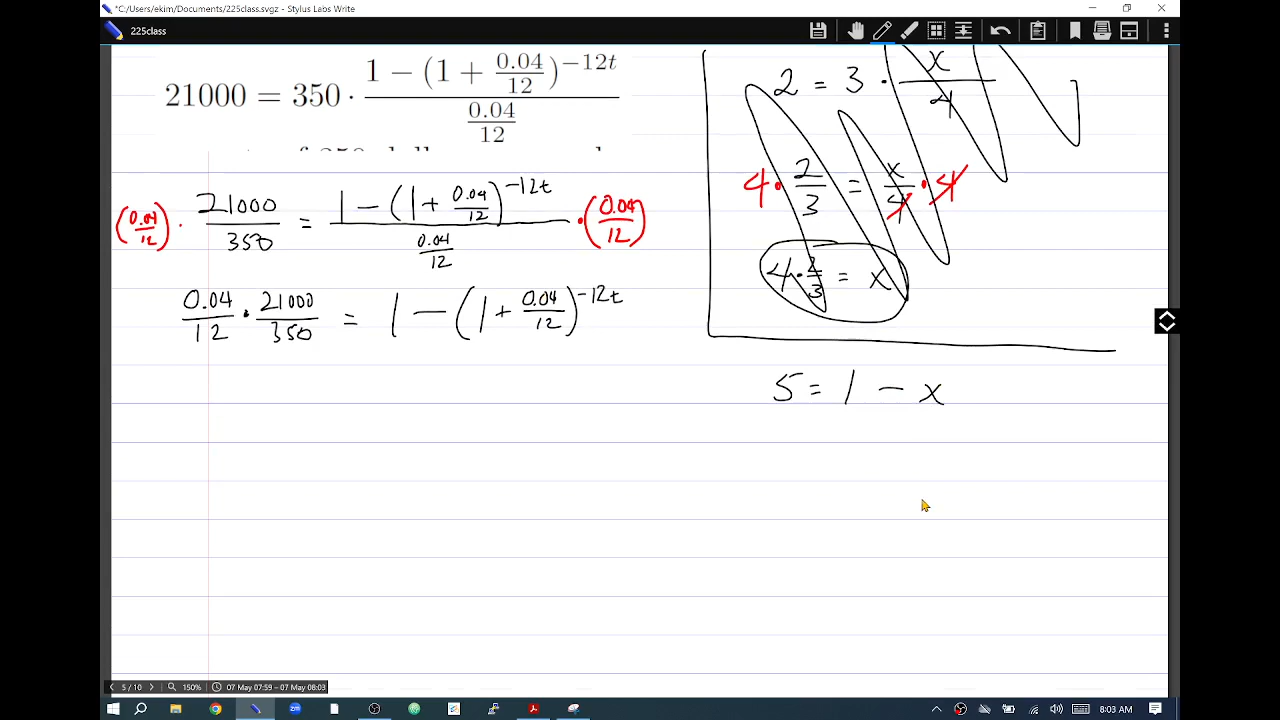 *C:/Users/ekim/Documents/225class.svgz - Stylus Labs Write
225class
21000 = 350 · (1 − (1 + 0.04/12)^−12t) / (0.04/12)
(0.04/12) · 21000/350 = (1 − (1 + 0.04/12)^−12t) / (0.04/12) · (0.04/12)
0.04/12 · 21000/350 = 1 − (1 + 0.04/12)^−12t
2 = 3 · x/4
4 · 2/3 = x/4 · 4
4 · 2/3 = x
5 = 1 − x
5 / 10
150%
07 May 07:59 - 07 May 08:03
8:03 AM